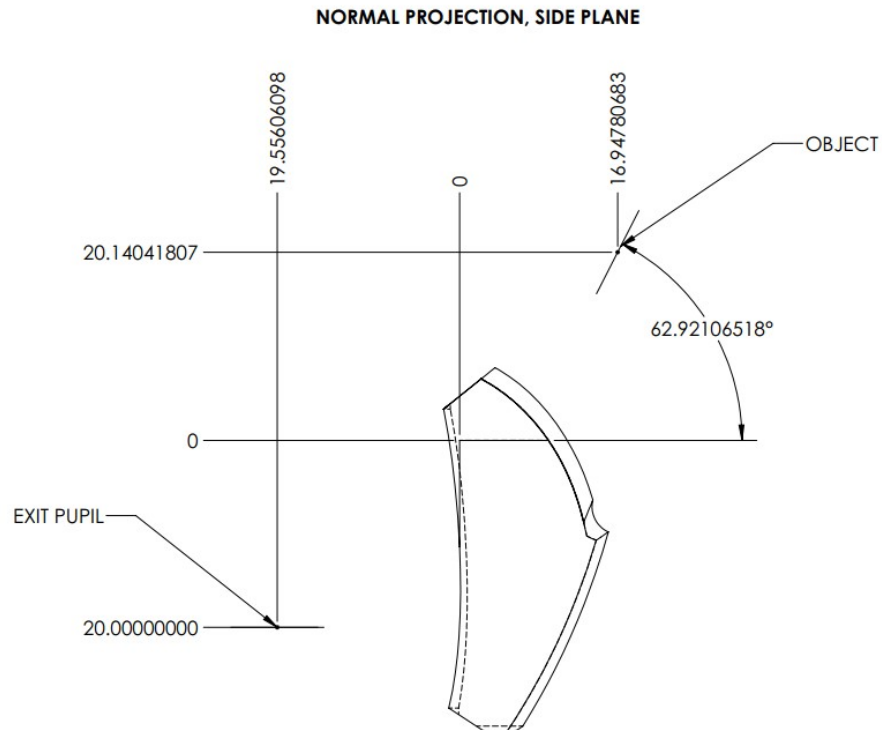 NORMAL PROJECTION, SIDE PLANE
19.55606098
0
16.94780683
OBJECT
20.14041807
62.92106518°
0
EXIT PUPIL
20.00000000